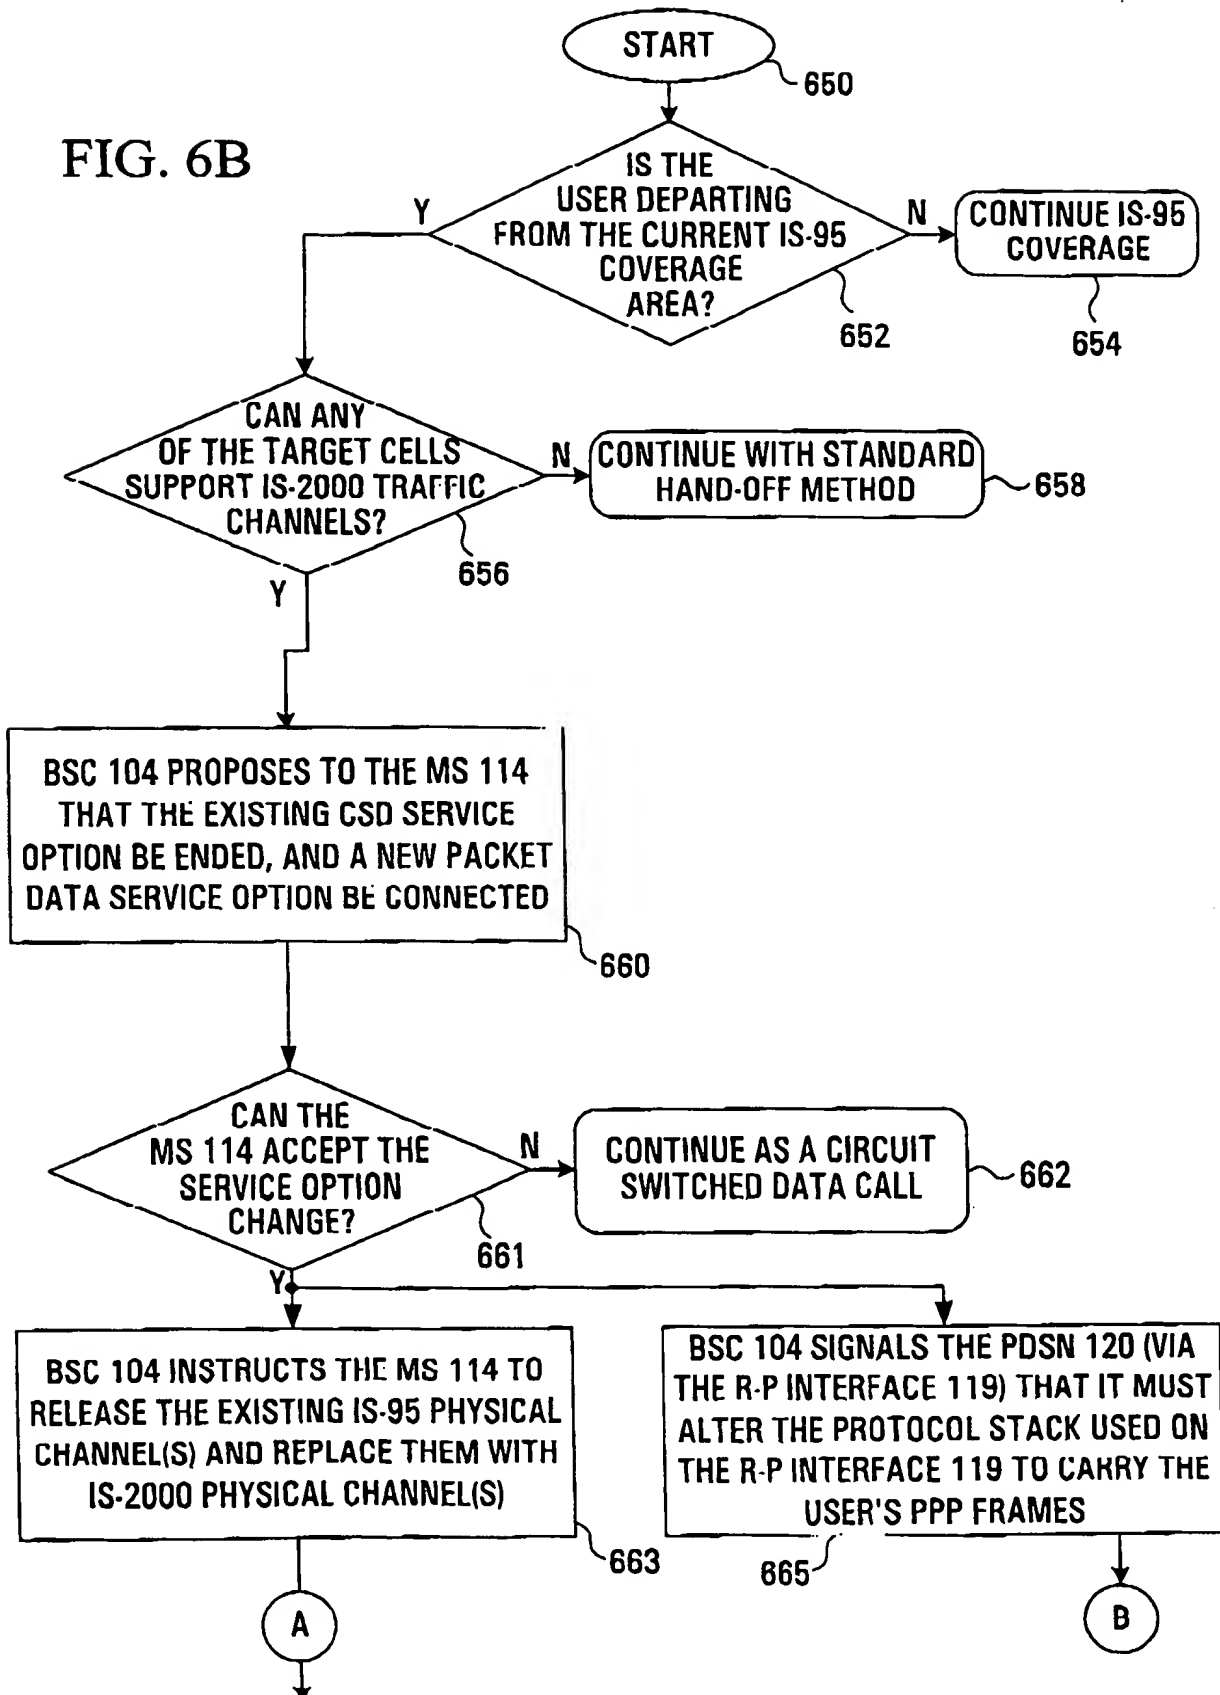 START
650
FIG. 6B
IS THE
USER DEPARTING
FROM THE CURRENT IS-95
COVERAGE
AREA?
Y
N
CONTINUE IS-95
COVERAGE
652
654
CAN ANY
OF THE TARGET CELLS
SUPPORT IS-2000 TRAFFIC
CHANNELS?
N
CONTINUE WITH STANDARD
HAND-OFF METHOD
658
656
Y
BSC 104 PROPOSES TO THE MS 114
THAT THE EXISTING CSD SERVICE
OPTION BE ENDED, AND A NEW PACKET
DATA SERVICE OPTION BE CONNECTED
660
CAN THE
MS 114 ACCEPT THE
SERVICE OPTION
CHANGE?
N
CONTINUE AS A CIRCUIT
SWITCHED DATA CALL
662
661
Y
BSC 104 INSTRUCTS THE MS 114 TO
RELEASE THE EXISTING IS-95 PHYSICAL
CHANNEL(S) AND REPLACE THEM WITH
IS-2000 PHYSICAL CHANNEL(S)
663
BSC 104 SIGNALS THE PDSN 120 (VIA
THE R-P INTERFACE 119) THAT IT MUST
ALTER THE PROTOCOL STACK USED ON
THE R-P INTERFACE 119 TO CARRY THE
USER'S PPP FRAMES
665
A
B